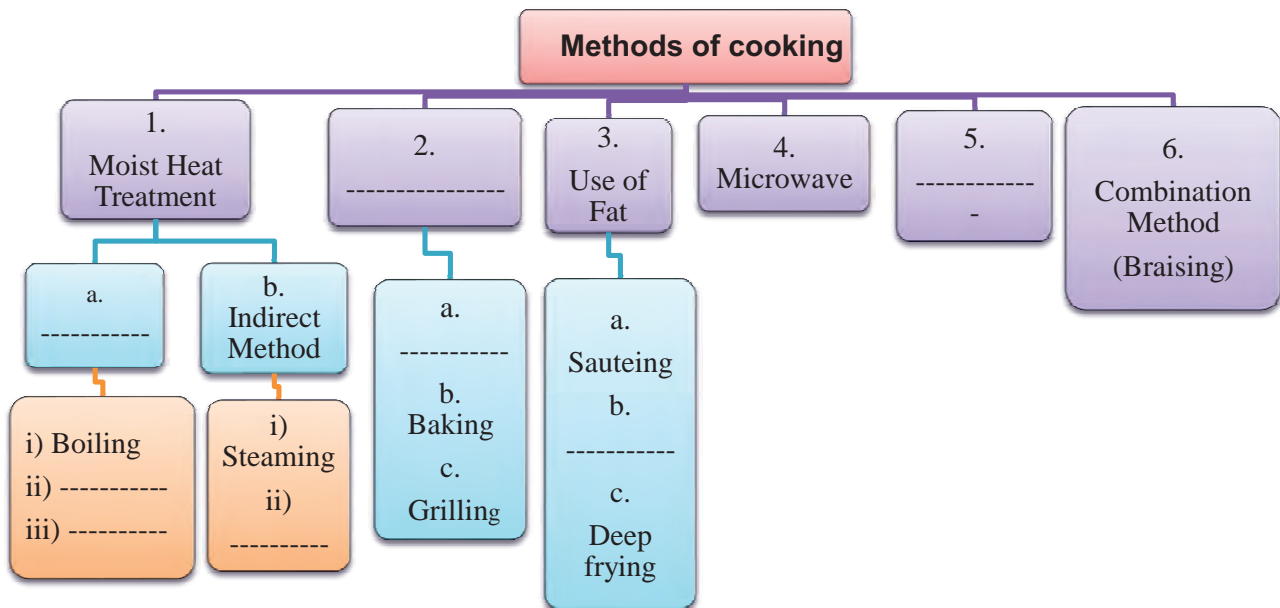 Methods of cooking
1.
Moist Heat
Treatment
2.
----------------
3.
Use of
Fat
4.
Microwave
5.
------------
-
6.
Combination
Method
(Braising)
a.
-----------
b.
Indirect
Method
i) Boiling
ii) -----------
iii) ----------
i)
Steaming
ii)
----------
a.
-----------
b.
Baking
c.
Grilling
a.
Sauteing
b.
-----------
c.
Deep
frying